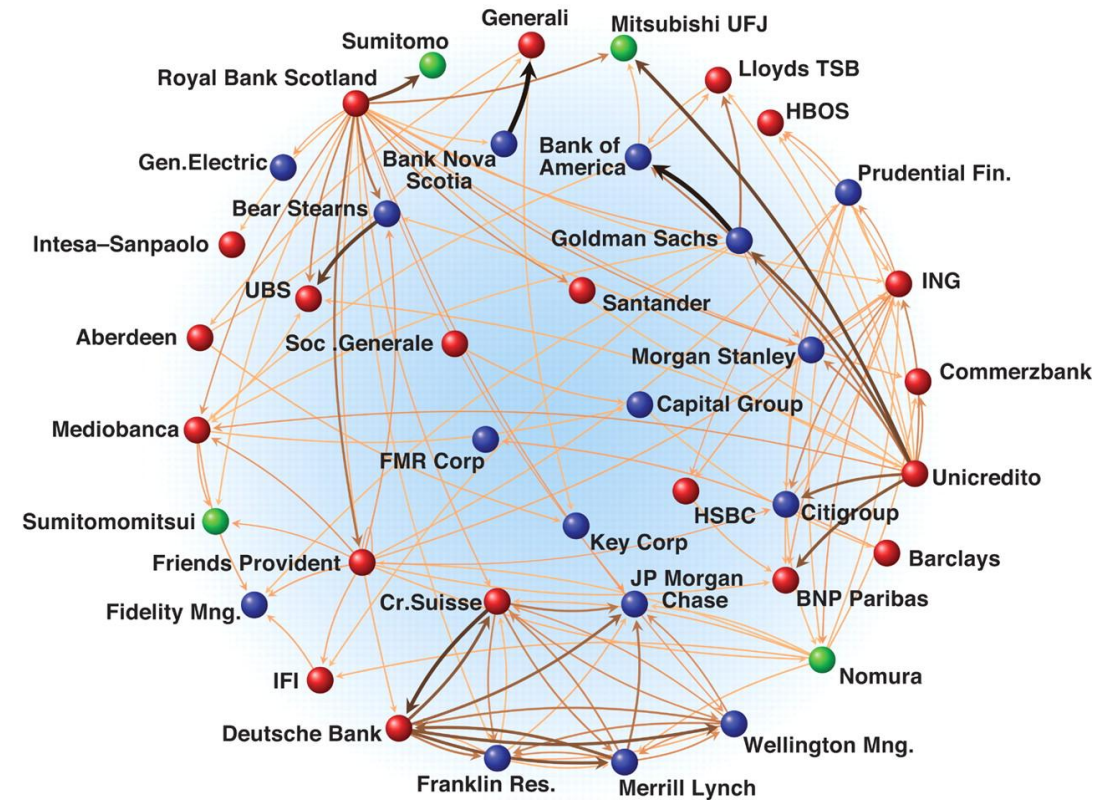 Generali
Mitsubishi UFJ
Sumitomo
Lloyds TSB
Royal Bank Scotland
HBOS
Gen.Electric
Bank Nova
Scotia
Bank of
America
Prudential Fin.
Bear Stearns
Goldman Sachs
Intesa–Sanpaolo
ING
UBS
Santander
Aberdeen
Soc .Generale
Morgan Stanley
Commerzbank
Capital Group
Mediobanca
FMR Corp
Unicredito
HSBC
Citigroup
Sumitomomitsui
Key Corp
Barclays
Friends Provident
JP Morgan
Chase
BNP Paribas
Cr.Suisse
Fidelity Mng.
Nomura
IFI
Deutsche Bank
Wellington Mng.
Franklin Res.
Merrill Lynch